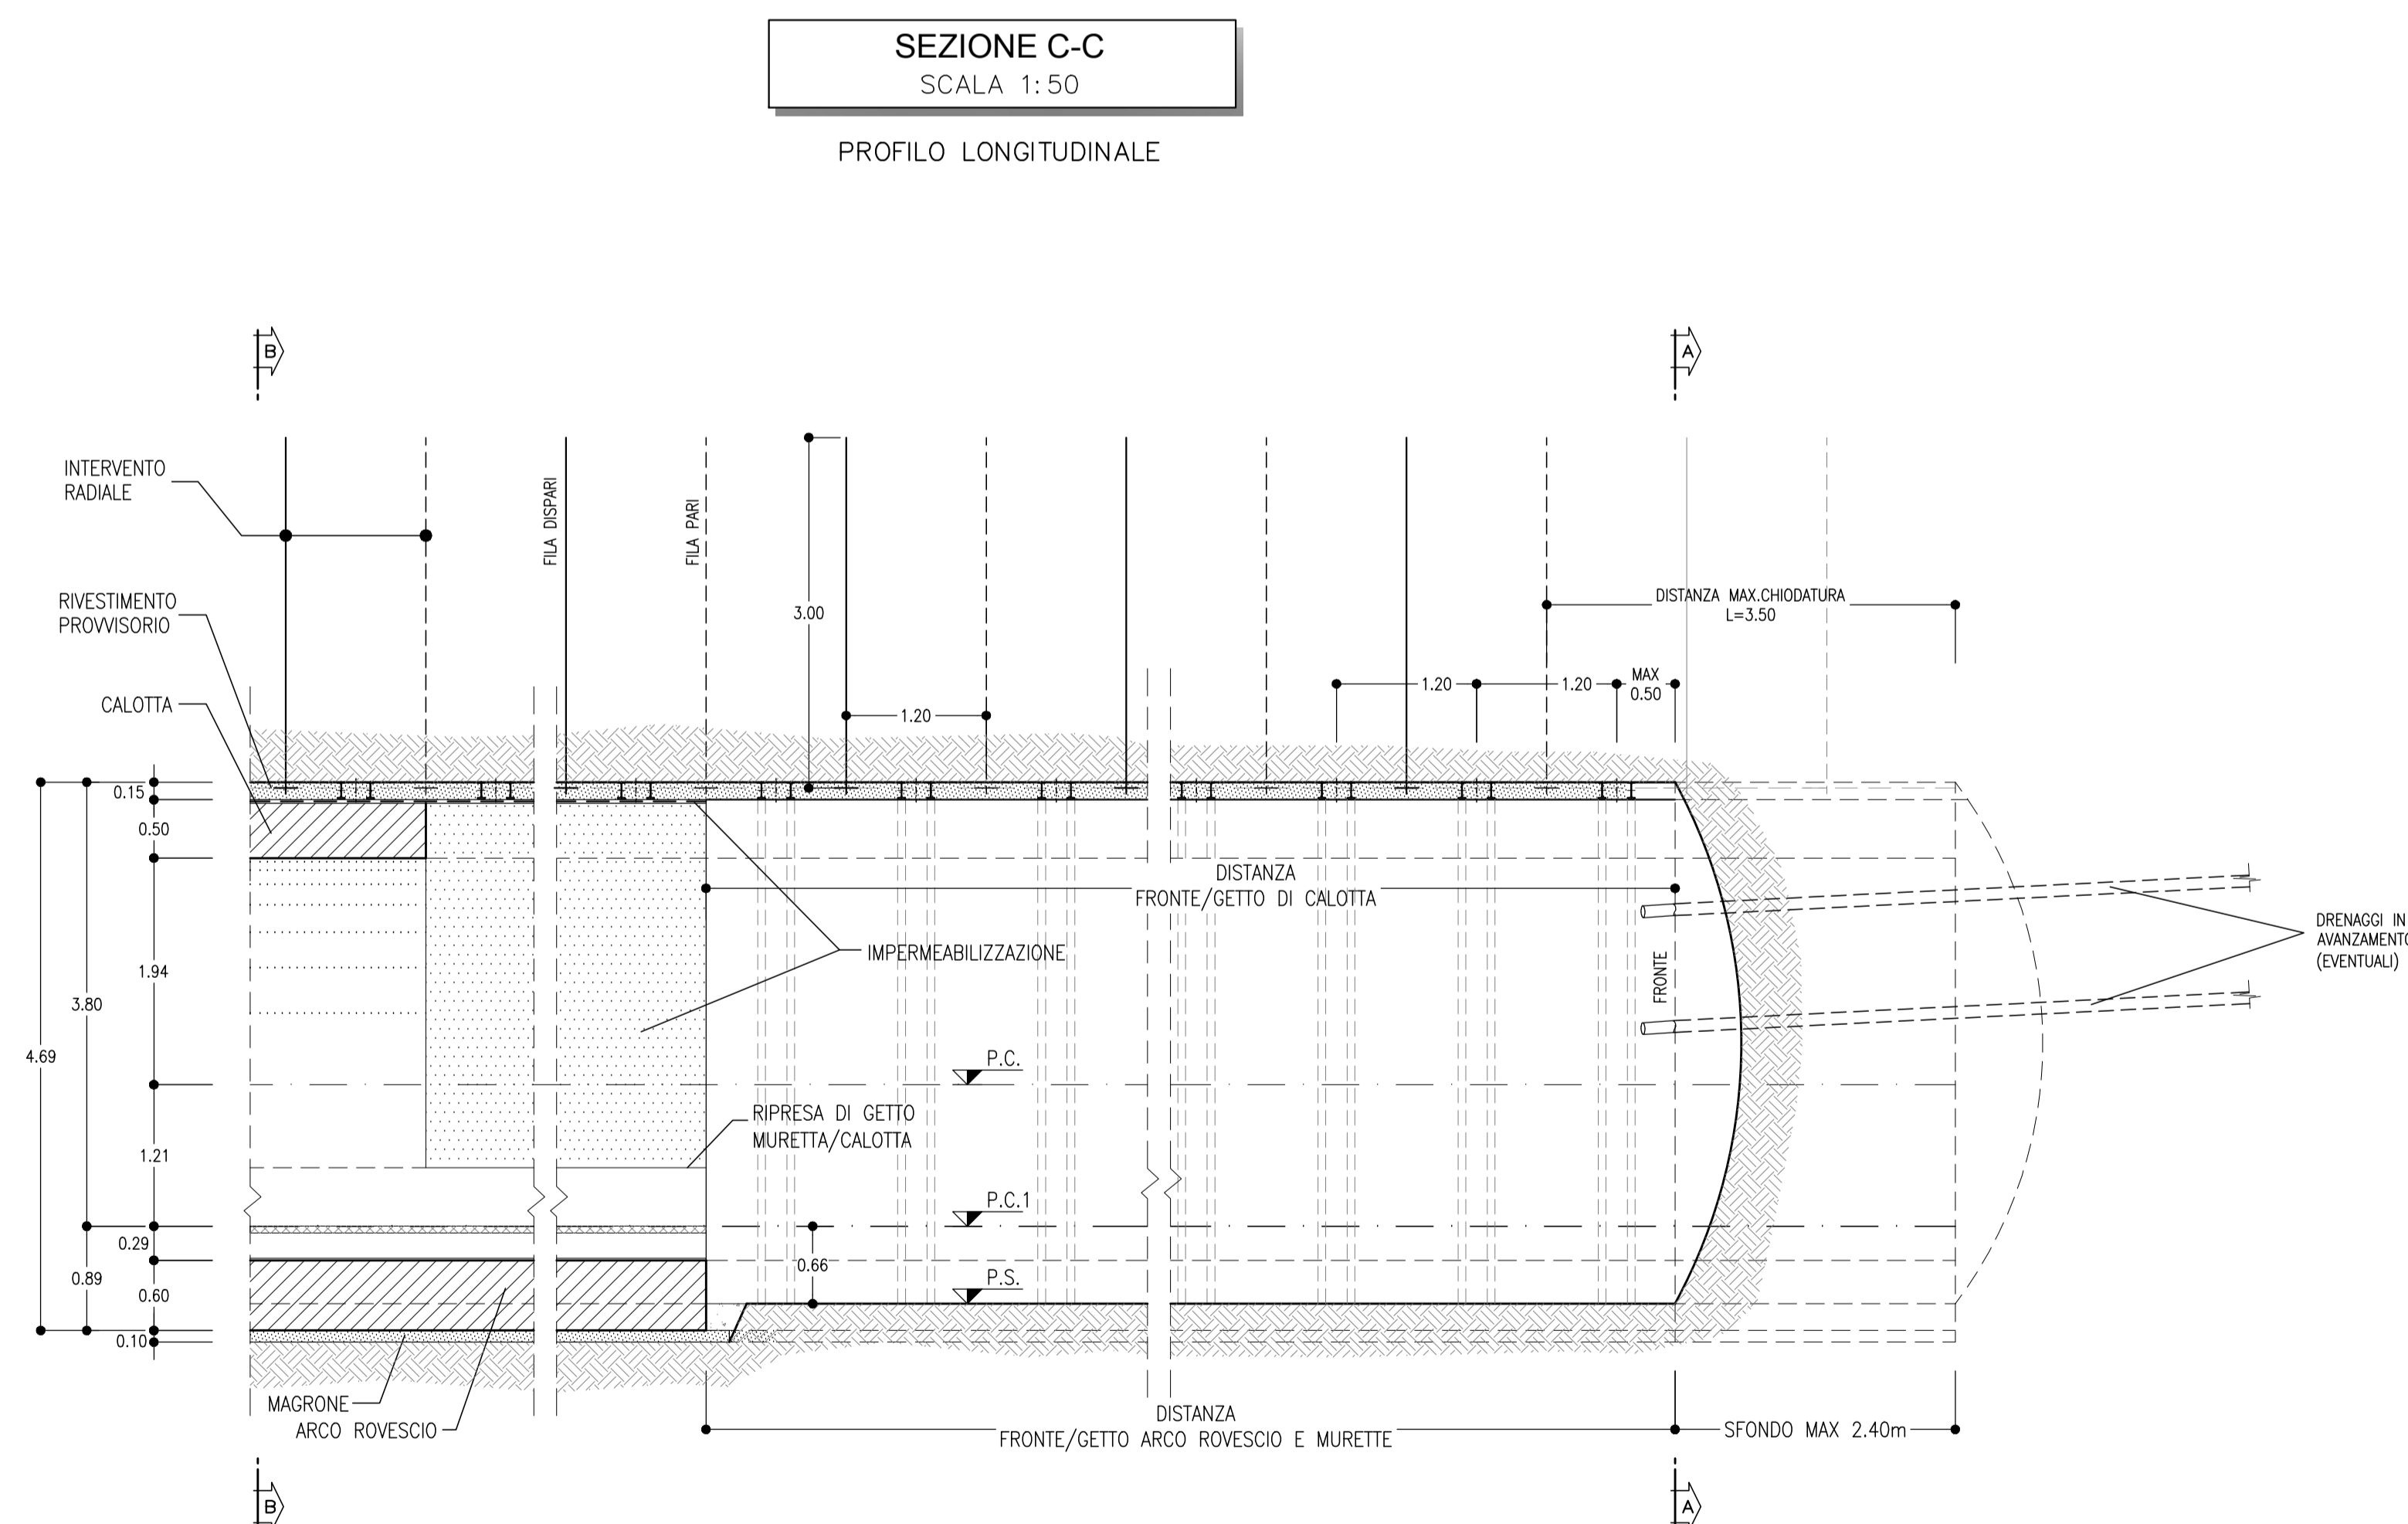 SEZIONE C-C
SCALA 1:50
PROFILO LONGITUDINALE
B
A
INTERVENTO
RADIALE
FILA DISPARI
FILA PARI
3.00
RIVESTIMENTO
PROVVISORIO
DISTANZA MAX.CHIODATURA
L=3.50
CALOTTA
1.20
1.20
1.20
MAX
0.50
0.15
0.50
1.94
3.80
4.69
1.21
0.29
0.89
0.60
0.10
DISTANZA
FRONTE/GETTO DI CALOTTA
IMPERMEABILIZZAZIONE
FRONTE
DRENAGGI IN
AVANZAMENTO
(EVENTUALI)
P.C.
RIPRESA DI GETTO
MURETTA/CALOTTA
P.C.1
0.66
P.S.
MAGRONE
ARCO ROVESCIO
DISTANZA
FRONTE/GETTO ARCO ROVESCIO E MURETTE
SFONDO MAX 2.40m
B
A